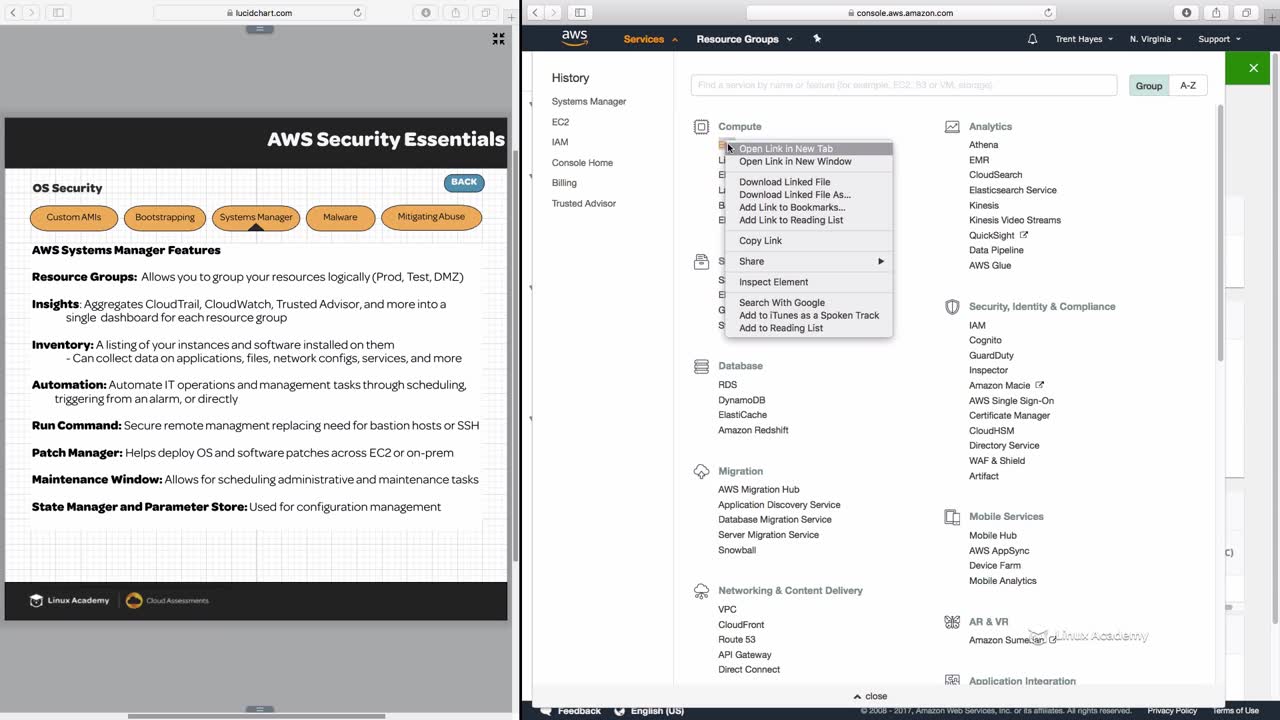 lucidchart.com
AWS Security Essentials
OS Security
BACK
Custom AMIs
Bootstrapping
Systems Manager
Malware
Mitigating Abuse
AWS Systems Manager Features
Resource Groups: Allows you to group your resources logically (Prod, Test, DMZ)
Insights: Aggregates CloudTrail, CloudWatch, Trusted Advisor, and more into a
single dashboard for each resource group
Inventory: A listing of your instances and software installed on them
- Can collect data on applications, files, network configs, services, and more
Automation: Automate IT operations and management tasks through scheduling,
triggering from an alarm, or directly
Run Command: Secure remote managment replacing need for bastion hosts or SSH
Patch Manager: Helps deploy OS and software patches across EC2 or on-prem
Maintenance Window: Allows for scheduling administrative and maintenance tasks
State Manager and Parameter Store: Used for configuration management
Linux Academy
Cloud Assessments
console.aws.amazon.com
aws
Services
Resource Groups
Trent Hayes
N. Virginia
Support
History
Systems Manager
EC2
IAM
Console Home
Billing
Trusted Advisor
Find a service by name or feature (for example, EC2, S3 or VM, storage).
Group
A-Z
Compute
Open Link in New Tab
Open Link in New Window
Download Linked File
Download Linked File As...
Add Link to Bookmarks...
Add Link to Reading List
Copy Link
Share
Inspect Element
Search With Google
Add to iTunes as a Spoken Track
Add to Reading List
Database
RDS
DynamoDB
ElastiCache
Amazon Redshift
Migration
AWS Migration Hub
Application Discovery Service
Database Migration Service
Server Migration Service
Snowball
Networking & Content Delivery
VPC
CloudFront
Route 53
API Gateway
Direct Connect
Analytics
Athena
EMR
CloudSearch
Elasticsearch Service
Kinesis
Kinesis Video Streams
QuickSight
Data Pipeline
AWS Glue
Security, Identity & Compliance
IAM
Cognito
GuardDuty
Inspector
Amazon Macie
AWS Single Sign-On
Certificate Manager
CloudHSM
Directory Service
WAF & Shield
Artifact
Mobile Services
Mobile Hub
AWS AppSync
Device Farm
Mobile Analytics
AR & VR
Amazon Sumerian
Linux Academy
Application Integration
close
Feedback
English (US)
© 2008 - 2017, Amazon Web Services, Inc. or its affiliates. All rights reserved.
Privacy Policy
Terms of Use